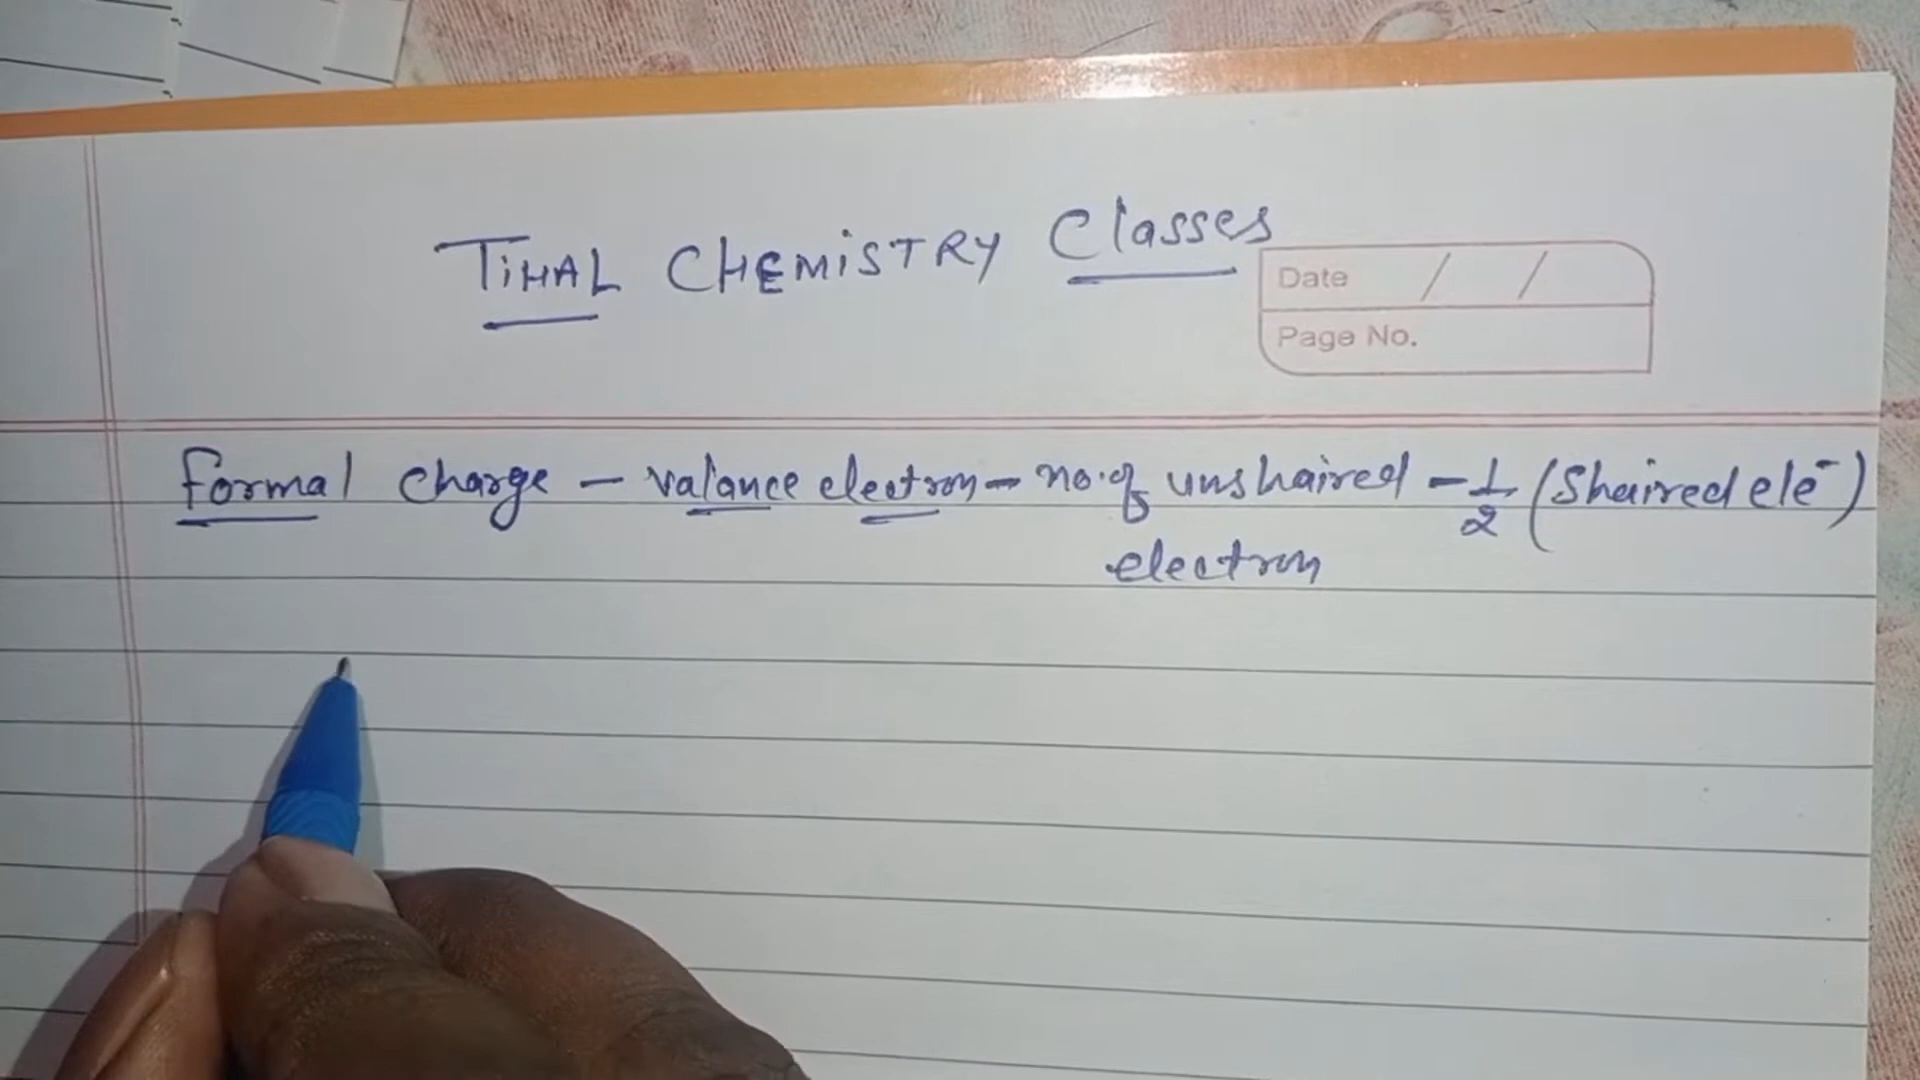 TiHAL CHEMiSTRY Classes
Date / /
Page No.
formal charge - valance electron - no. of unshaired - 1/2 (Shaired ele⁻)
electron